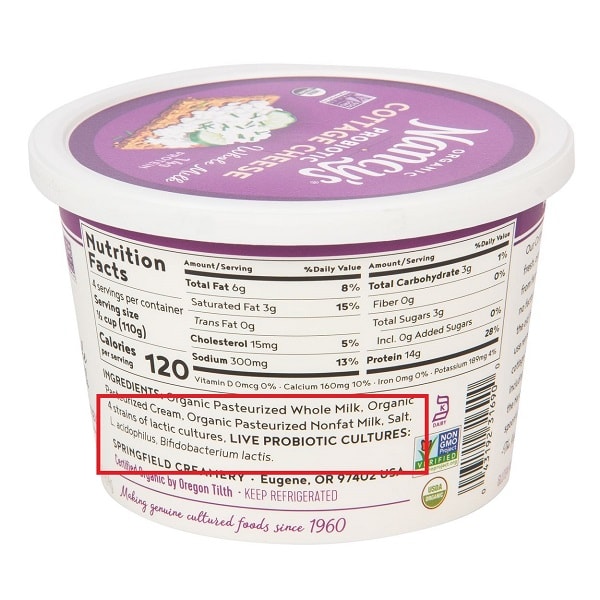 ORGANIC
Nancy's®
PROBIOTIC
COTTAGE CHEESE
Whole Milk
Nutrition
Facts
4 servings per container
Serving size
½ cup (110g)
Calories
per serving 120
Amount/Serving %Daily Value
Total Fat 6g 8%
Saturated Fat 3g 15%
Trans Fat 0g
Cholesterol 15mg 5%
Sodium 300mg 13%
Amount/Serving %Daily Value
Total Carbohydrate 3g 1%
Fiber 0g 0%
Total Sugars 3g
Incl. 0g Added Sugars 0%
Protein 14g 28%
Vitamin D 0mcg 0% · Calcium 160mg 10% · Iron 0mg 0% · Potassium 189mg 4%
INGREDIENTS: Organic Pasteurized Whole Milk, Organic
Pasteurized Cream, Organic Pasteurized Nonfat Milk, Salt,
4 strains of lactic cultures, LIVE PROBIOTIC CULTURES:
L. acidophilus, Bifidobacterium lactis.
SPRINGFIELD CREAMERY · Eugene, OR 97402 USA
Certified Organic by Oregon Tilth · KEEP REFRIGERATED
Making genuine cultured foods since 1960
K
DAIRY
NON
GMO
Project
VERIFIED
USDA
ORGANIC